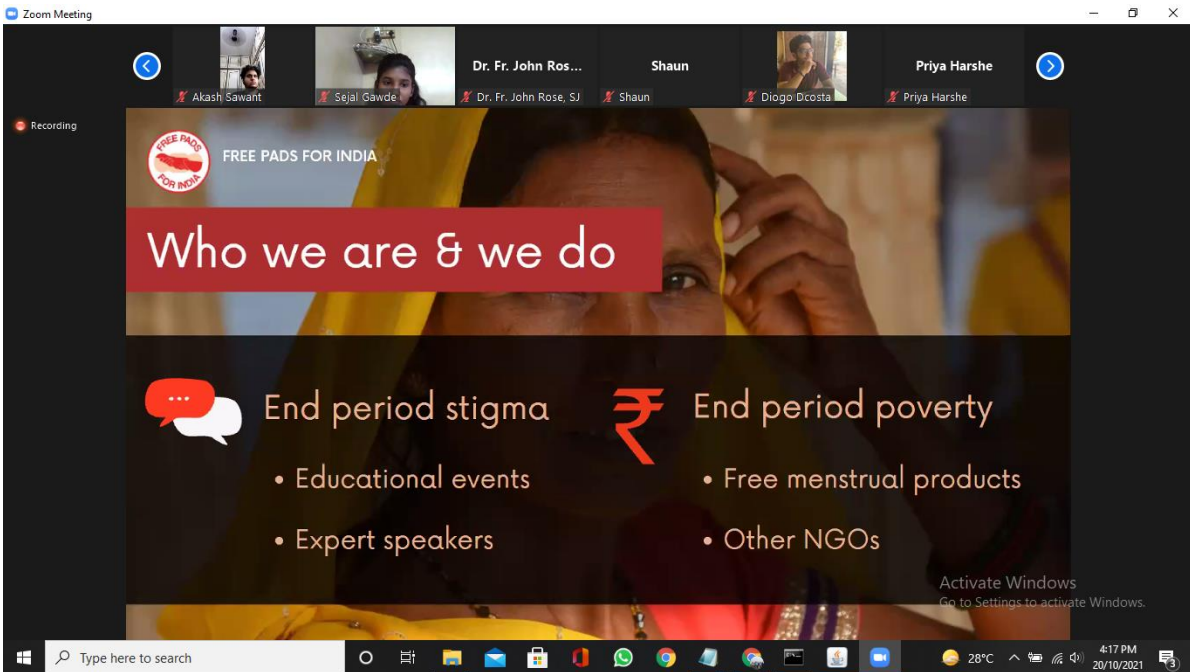 Zoom Meeting
Dr. Fr. John Ros...
Shaun
Priya Harshe
Akash Sawant
Sejal Gawde
Dr. Fr. John Rose, SJ
Shaun
Diogo Dcosta
Priya Harshe
Recording
FREE PADS
FOR INDIA
FREE PADS FOR INDIA
Who we are & we do
End period stigma
• Educational events
• Expert speakers
₹
End period poverty
• Free menstrual products
• Other NGOs
Activate Windows
Go to Settings to activate Windows.
Type here to search
28°C
4:17 PM
20/10/2021
3